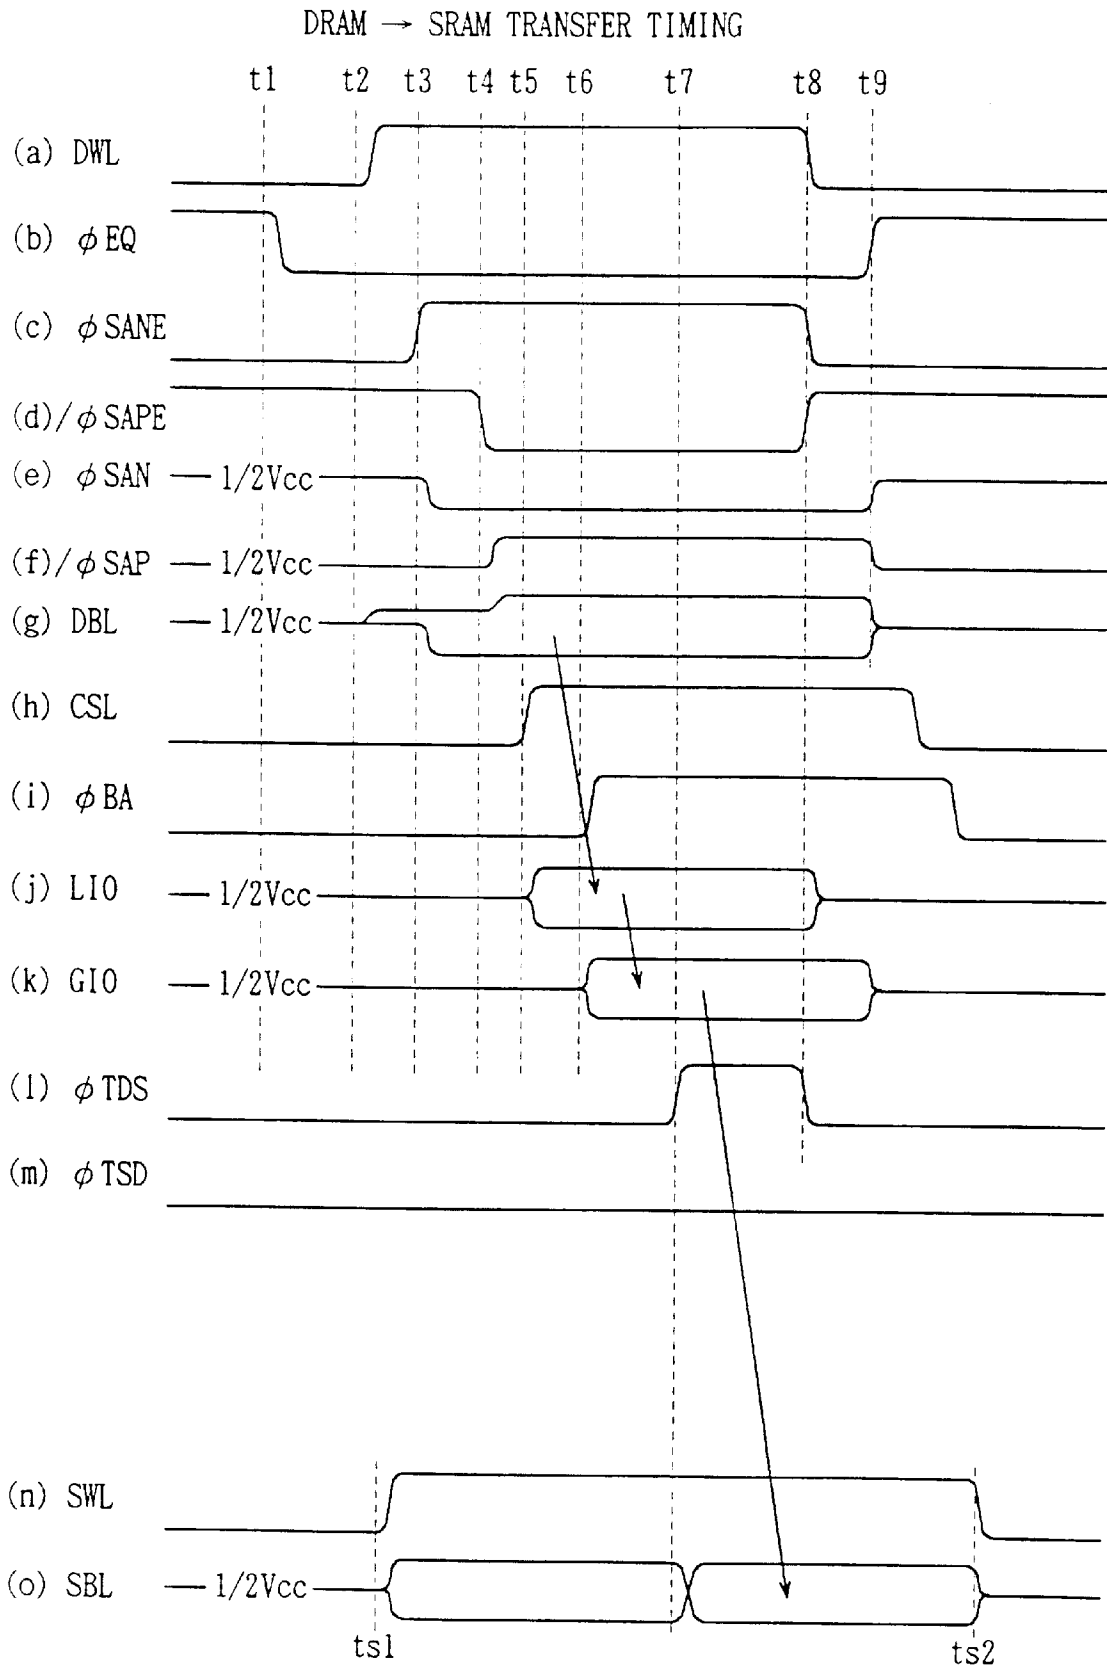 DRAM → SRAM TRANSFER TIMING
t1 t2 t3 t4 t5 t6 t7 t8 t9
(a) DWL
(b) φEQ
(c) φSANE
(d)/φSAPE
(e) φSAN 1/2Vcc
(f)/φSAP 1/2Vcc
(g) DBL 1/2Vcc
(h) CSL
(i) φBA
(j) LIO 1/2Vcc
(k) GIO 1/2Vcc
(l) φTDS
(m) φTSD
(n) SWL
(o) SBL 1/2Vcc
ts1 ts2